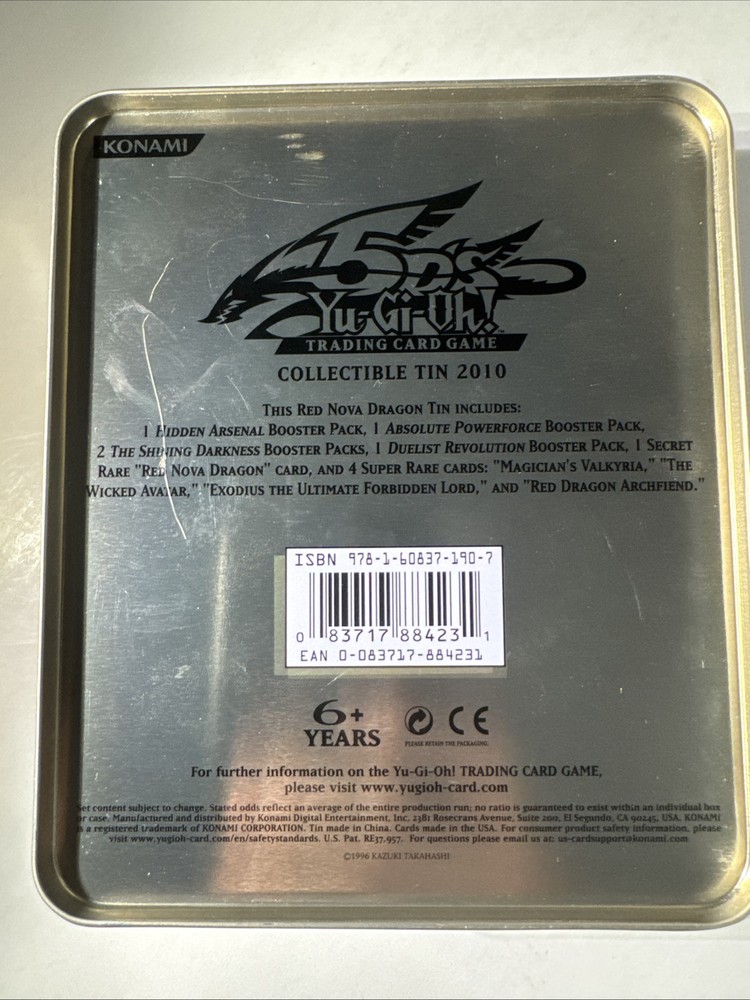 KONAMI
5D's
Yu-Gi-Oh!
TRADING CARD GAME
COLLECTIBLE TIN 2010
THIS RED NOVA DRAGON TIN INCLUDES:
1 HIDDEN ARSENAL BOOSTER PACK, 1 ABSOLUTE POWERFORCE BOOSTER PACK,
2 THE SHINING DARKNESS BOOSTER PACKS, 1 DUELIST REVOLUTION BOOSTER PACK, 1 SECRET
RARE "RED NOVA DRAGON" CARD, AND 4 SUPER RARE CARDS: "MAGICIAN'S VALKYRIA," "THE
WICKED AVATAR," "EXODIUS THE ULTIMATE FORBIDDEN LORD," AND "RED DRAGON ARCHFIEND."
ISBN 978-1-60837-190-7
0 83717 88423 1
EAN 0-083717-884231
6+
YEARS
CE
PLEASE RETAIN THE PACKAGING.
For further information on the Yu-Gi-Oh! TRADING CARD GAME,
please visit www.yugioh-card.com
Set content subject to change. Stated odds reflect an average of the entire production run; no ratio is guaranteed to exist within an individual box
or case. Manufactured and distributed by Konami Digital Entertainment, Inc. 2381 Rosecrans Avenue, Suite 200, El Segundo, CA 90245, USA. KONAMI
is a registered trademark of KONAMI CORPORATION. Tin made in China. Cards made in the USA. For consumer product safety information, please
visit www.yugioh-card.com/en/safetystandards. U.S. Pat. RE37,957. For questions please email us at: us-cardsupport@konami.com
©1996 KAZUKI TAKAHASHI